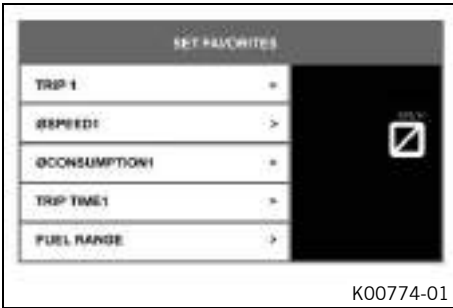 SET FAVORITES
TRIP 1 >
ØSPEED1 >
ØCONSUMPTION1 >
TRIP TIME1 >
FUEL RANGE >
K00774-01